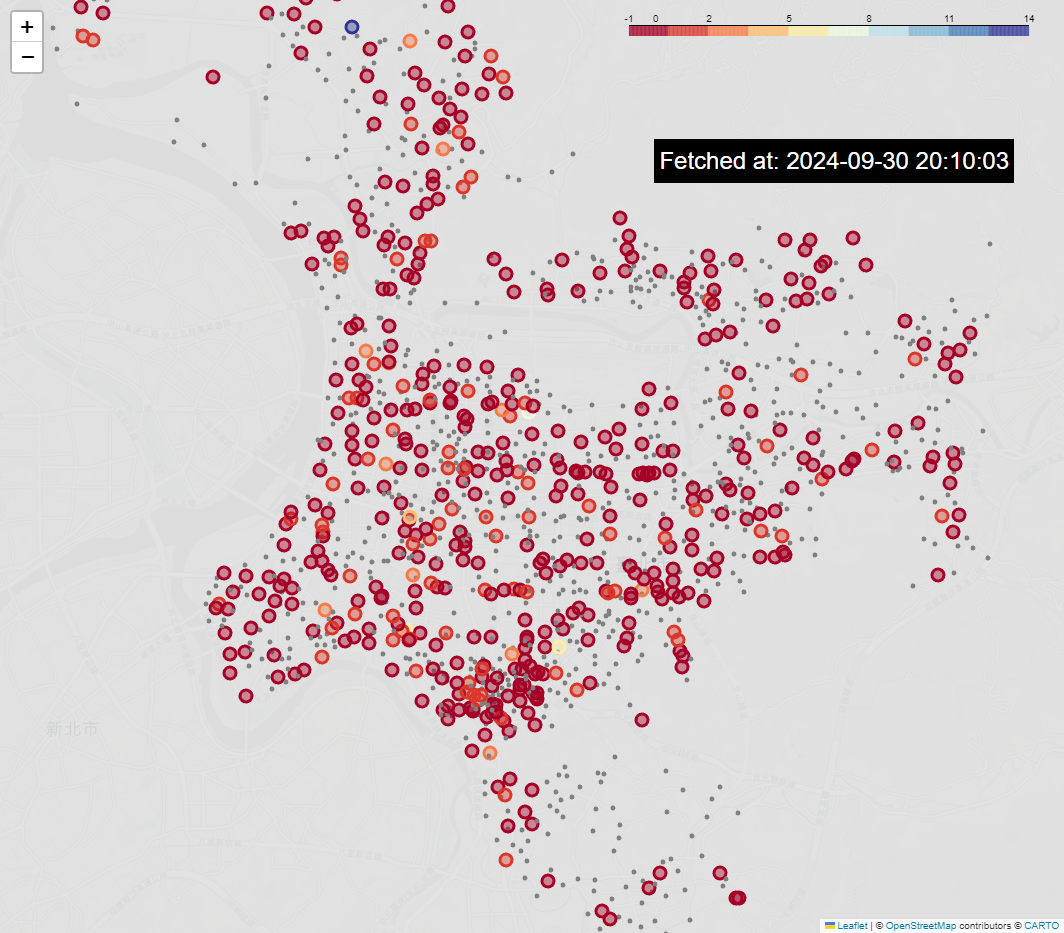 +
−
-1 0 2 5 8 11 14
Fetched at: 2024-09-30 20:10:03
新北市
Leaflet | © OpenStreetMap contributors © CARTO